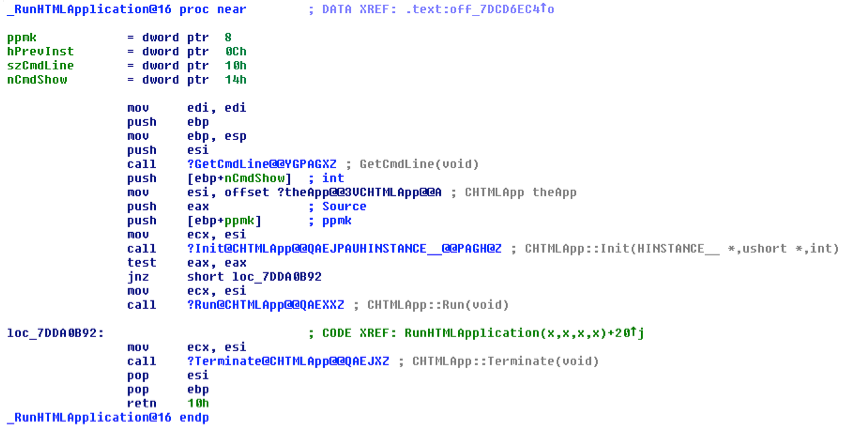 _RunHTMLApplication@16 proc near ; DATA XREF: .text:off_7DCD6EC4↑o
ppmk = dword ptr 8
hPrevInst = dword ptr 0Ch
szCmdLine = dword ptr 10h
nCmdShow = dword ptr 14h
mov edi, edi
push ebp
mov ebp, esp
push esi
call ?GetCmdLine@@YGPAGXZ ; GetCmdLine(void)
push [ebp+nCmdShow] ; int
mov esi, offset ?theApp@@3VCHTMLApp@@A ; CHTMLApp theApp
push eax ; Source
push [ebp+ppmk] ; ppmk
mov ecx, esi
call ?Init@CHTMLApp@@QAEJPAUHINSTANCE__@@PAGH@Z ; CHTMLApp::Init(HINSTANCE__ *,ushort *,int)
test eax, eax
jnz short loc_7DDA0B92
mov ecx, esi
call ?Run@CHTMLApp@@QAEXXZ ; CHTMLApp::Run(void)
loc_7DDA0B92: ; CODE XREF: RunHTMLApplication(x,x,x,x)+20↑j
mov ecx, esi
call ?Terminate@CHTMLApp@@QAEJXZ ; CHTMLApp::Terminate(void)
pop esi
pop ebp
retn 10h
_RunHTMLApplication@16 endp